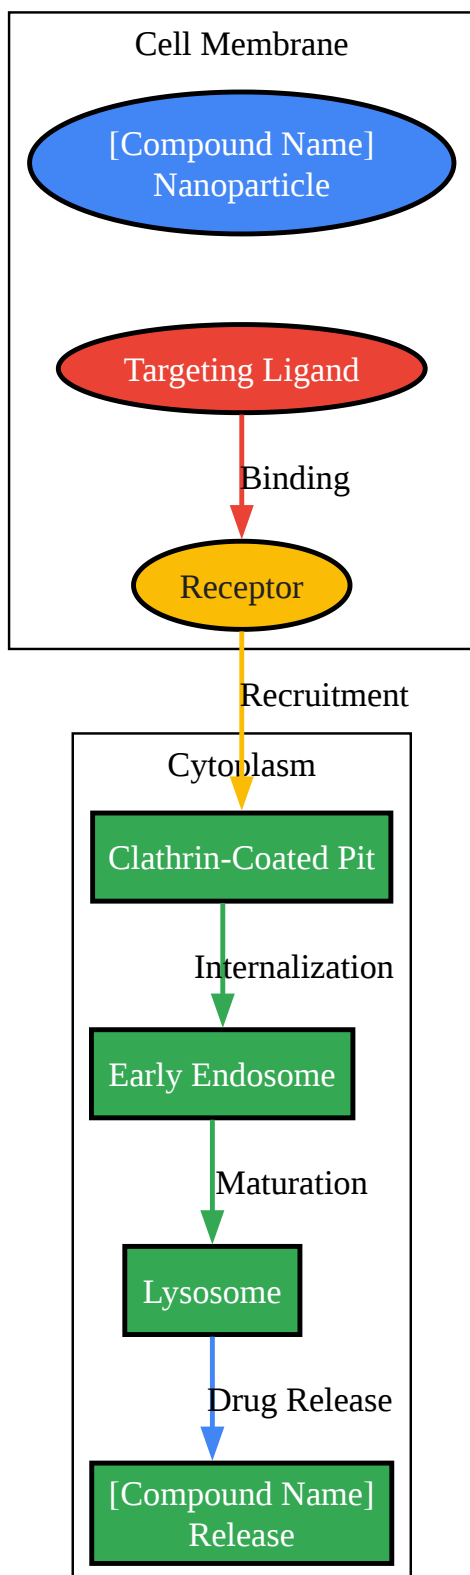 Cell Membrane
[Compound Name]
Nanoparticle
Targeting Ligand
Binding
Receptor
Recruitment
Cytoplasm
Clathrin-Coated Pit
Internalization
Early Endosome
Maturation
Lysosome
Drug Release
[Compound Name]
Release